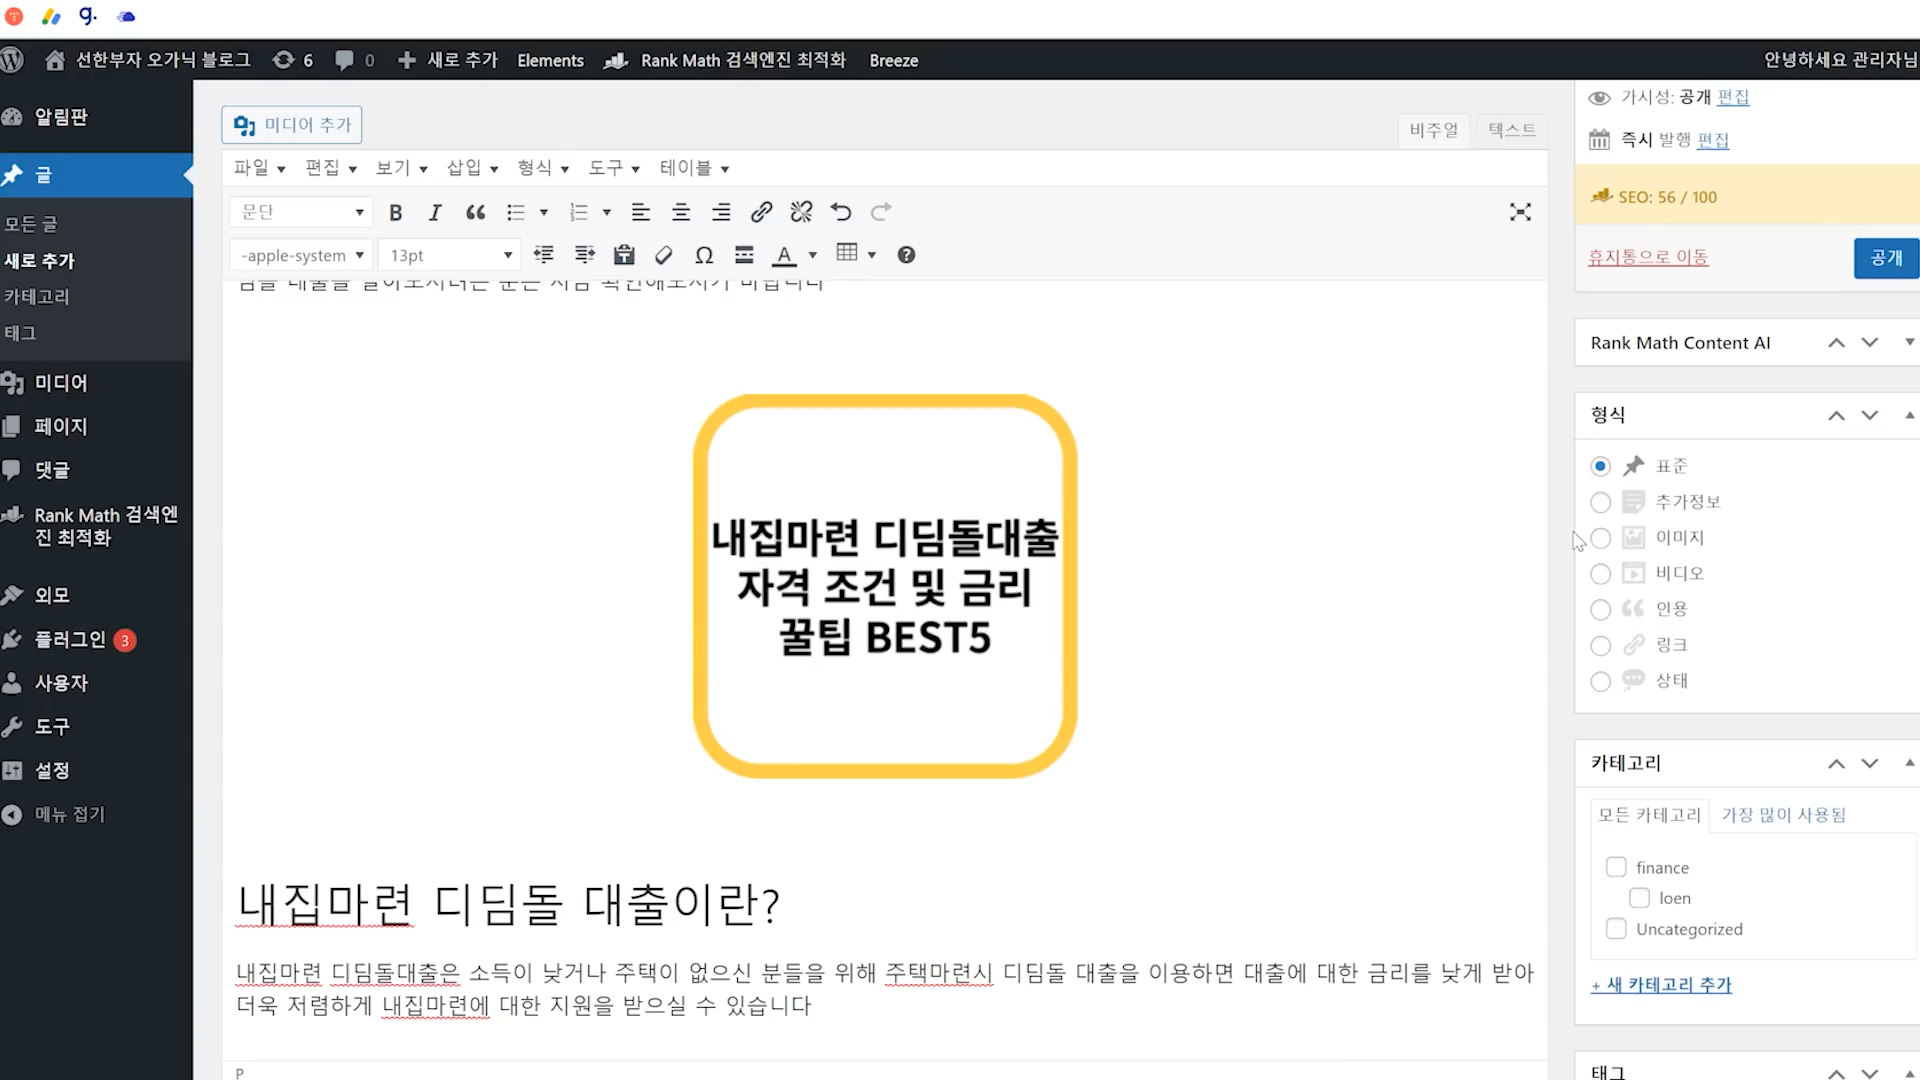 g.
선한부자 오가닉 블로그
6
0
새로 추가
Elements
Rank Math 검색엔진 최적화
Breeze
안녕하세요 관리자님
알림판
글
모든 글
새로 추가
카테고리
태그
미디어
페이지
댓글
Rank Math 검색엔
진 최적화
외모
플러그인 3
사용자
도구
설정
메뉴 접기
미디어 추가
비주얼
텍스트
파일
편집
보기
삽입
형식
도구
테이블
문단
-apple-system
13pt
내집마련 디딤돌대출
자격 조건 및 금리
꿀팁 BEST5
내집마련 디딤돌 대출이란?
내집마련 디딤돌대출은 소득이 낮거나 주택이 없으신 분들을 위해 주택마련시 디딤돌 대출을 이용하면 대출에 대한 금리를 낮게 받아
더욱 저렴하게 내집마련에 대한 지원을 받으실 수 있습니다
P
가시성: 공개 편집
즉시 발행 편집
SEO: 56 / 100
휴지통으로 이동
공개
Rank Math Content AI
형식
표준
추가정보
이미지
비디오
인용
링크
상태
카테고리
모든 카테고리
가장 많이 사용됨
finance
loen
Uncategorized
+ 새 카테고리 추가
태그